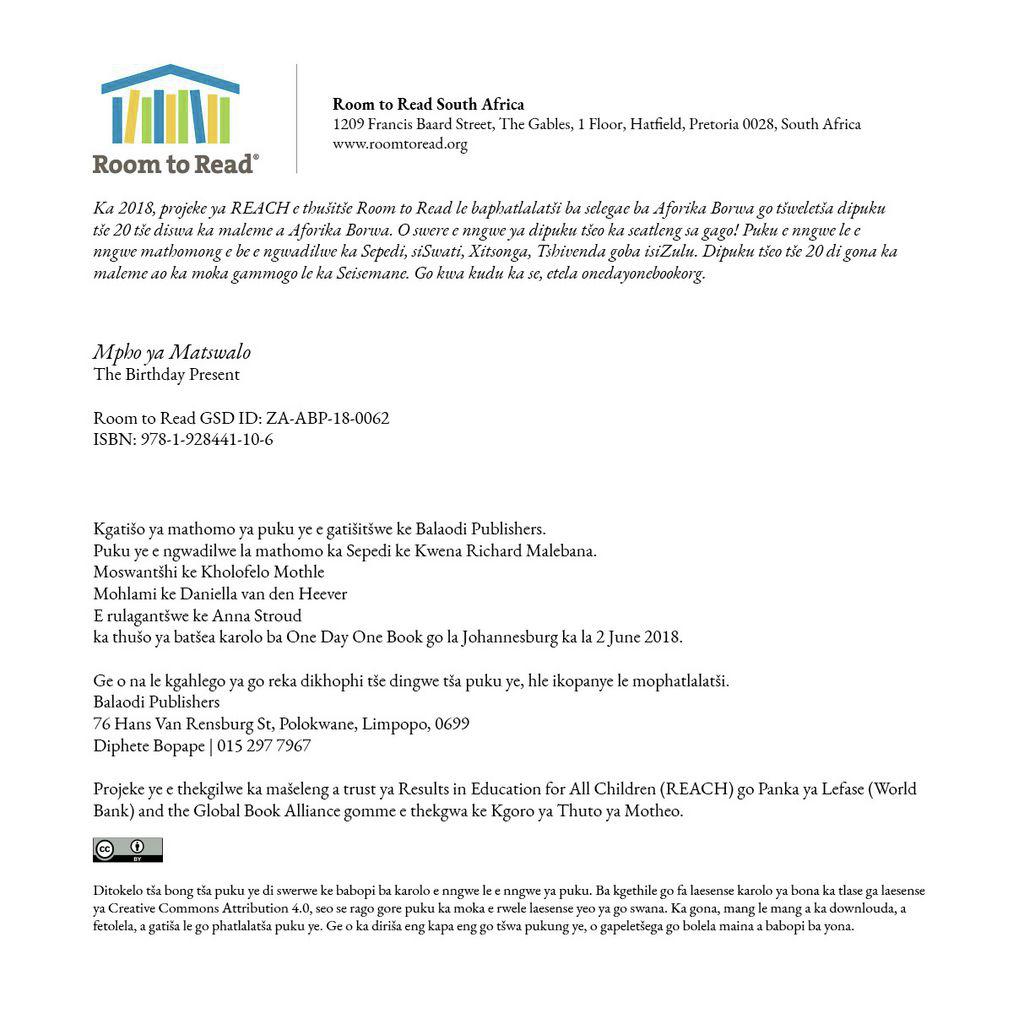 Room to Read®
Room to Read South Africa
1209 Francis Baard Street, The Gables, 1 Floor, Hatfield, Pretoria 0028, South Africa
www.roomtoread.org
Ka 2018, projeke ya REACH e thušitše Room to Read le baphatlalatši ba selegae ba Aforika Borwa go tšweletša dipuku
tše 20 tše diswa ka maleme a Aforika Borwa. O swere e nngwe ya dipuku tšeo ka seatleng sa gago! Puku e nngwe le e
nngwe mathomong e be e ngwadilwe ka Sepedi, siSwati, Xitsonga, Tshivenda goba isiZulu. Dipuku tšeo tše 20 di gona ka
maleme ao ka moka gammogo le ka Seisemane. Go kwa kudu ka se, etela onedayonebookorg.
Mpho ya Matswalo
The Birthday Present
Room to Read GSD ID: ZA-ABP-18-0062
ISBN: 978-1-928441-10-6
Kgatišo ya mathomo ya puku ye e gatišitšwe ke Balaodi Publishers.
Puku ye e ngwadilwe la mathomo ka Sepedi ke Kwena Richard Malebana.
Moswantšhi ke Kholofelo Mothle
Mohlami ke Daniella van den Heever
E rulagantšwe ke Anna Stroud
ka thušo ya batšea karolo ba One Day One Book go la Johannesburg ka la 2 June 2018.
Ge o na le kgahlego ya go reka dikhophi tše dingwe tša puku ye, hle ikopanye le mophatlalatši.
Balaodi Publishers
76 Hans Van Rensburg St, Polokwane, Limpopo, 0699
Diphete Bopape | 015 297 7967
Projeke ye e thekgilwe ka mašeleng a trust ya Results in Education for All Children (REACH) go Panka ya Lefase (World
Bank) and the Global Book Alliance gomme e thekgwa ke Kgoro ya Thuto ya Motheo.
cc BY
Ditokelo tša bong tša puku ye di swerwe ke babopi ba karolo e nngwe le e nngwe ya puku. Ba kgethile go fa laesense karolo ya bona ka tlase ga laesense
ya Creative Commons Attribution 4.0, seo se rago gore puku ka moka e rwele laesense yeo ya go swana. Ka gona, mang le mang a ka downlouda, a
fetolela, a gatiša le go phatlalatša puku ye. Ge o ka diriša eng kapa eng go tšwa pukung ye, o gapeletšega go bolela maina a babopi ba yona.